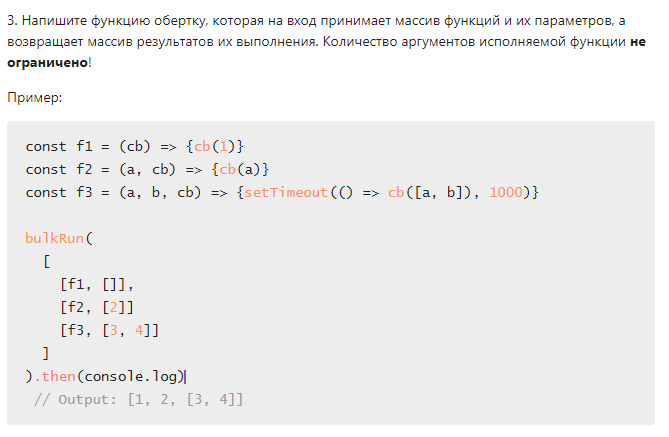 3. Напишите функцию обертку, которая на вход принимает массив функций и их параметров, а
возвращает массив результатов их выполнения. Количество аргументов исполняемой функции не
ограничено!
Пример:
const f1 = (cb) => {cb(1)}
const f2 = (a, cb) => {cb(a)}
const f3 = (a, b, cb) => {setTimeout(() => cb([a, b]), 1000)}
bulkRun(
[
[f1, []],
[f2, [2]]
[f3, [3, 4]]
]
).then(console.log)
// Output: [1, 2, [3, 4]]